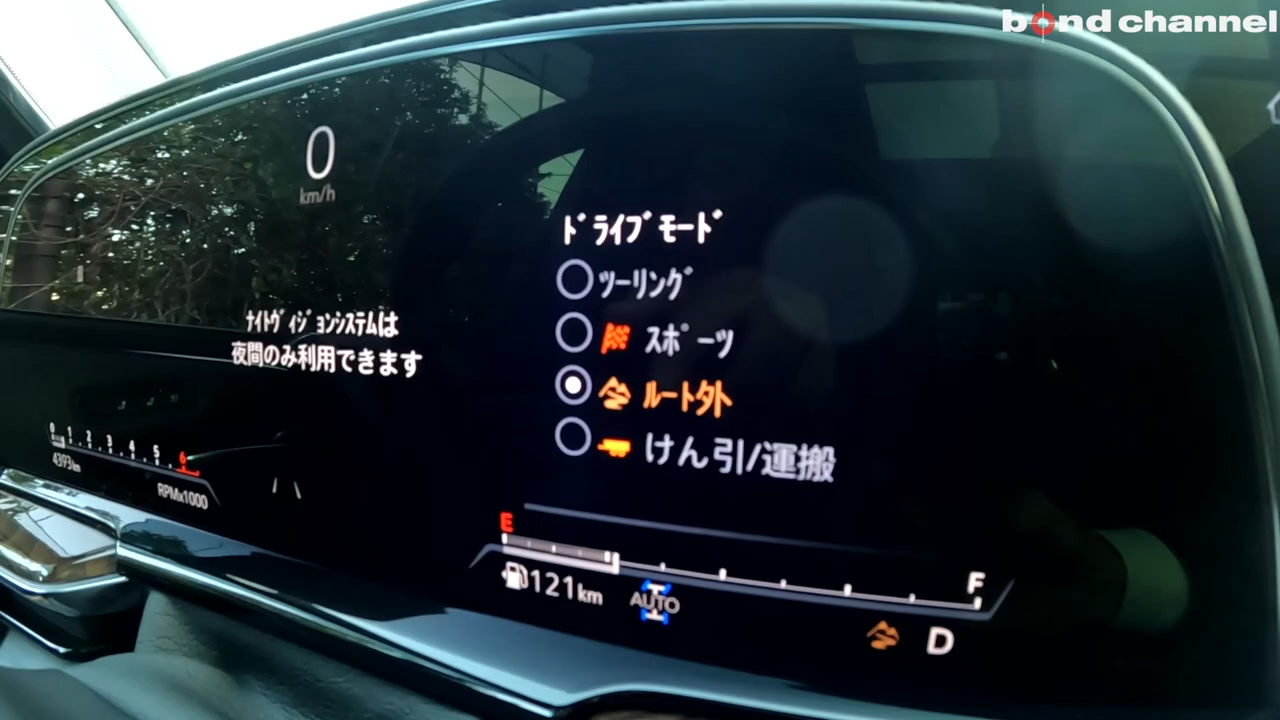 bond channel
0
km/h
ドライブモード
ツーリング
スポーツ
ルート外
けん引/運搬
ﾅｲﾄｳﾞｨｼﾞｮﾝｼｽﾃﾑは
夜間のみ利用できます
0 1 2 3 4 5 6
4393km
RPMx1000
E
F
121km
AUTO
D